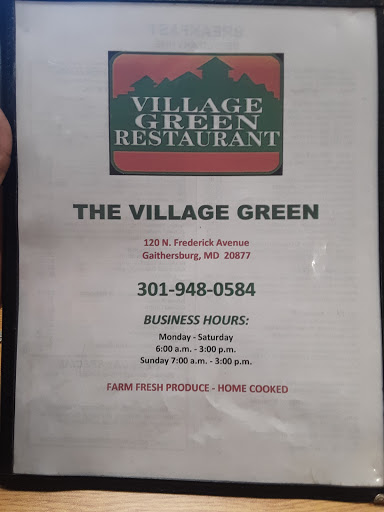 BREAKFAST
VILLAGE
GREEN
RESTAURANT
THE VILLAGE GREEN
120 N. Frederick Avenue
Gaithersburg, MD 20877
301-948-0584
BUSINESS HOURS:
Monday - Saturday
6:00 a.m. - 3:00 p.m.
Sunday 7:00 a.m. - 3:00 p.m.
FARM FRESH PRODUCE - HOME COOKED